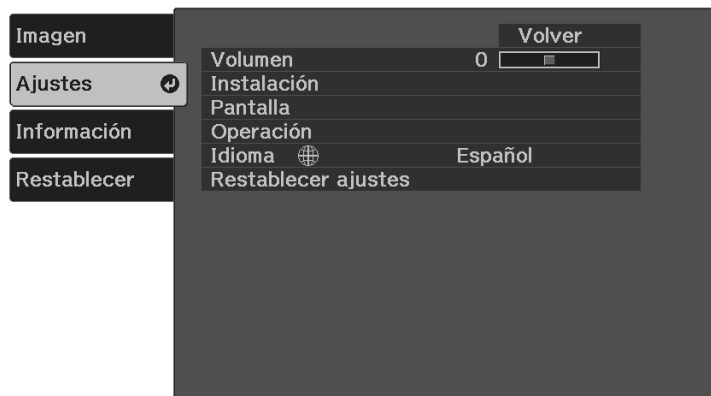 Imagen
Ajustes
Información
Restablecer
Volver
Volumen 0
Instalación
Pantalla
Operación
Idioma Español
Restablecer ajustes